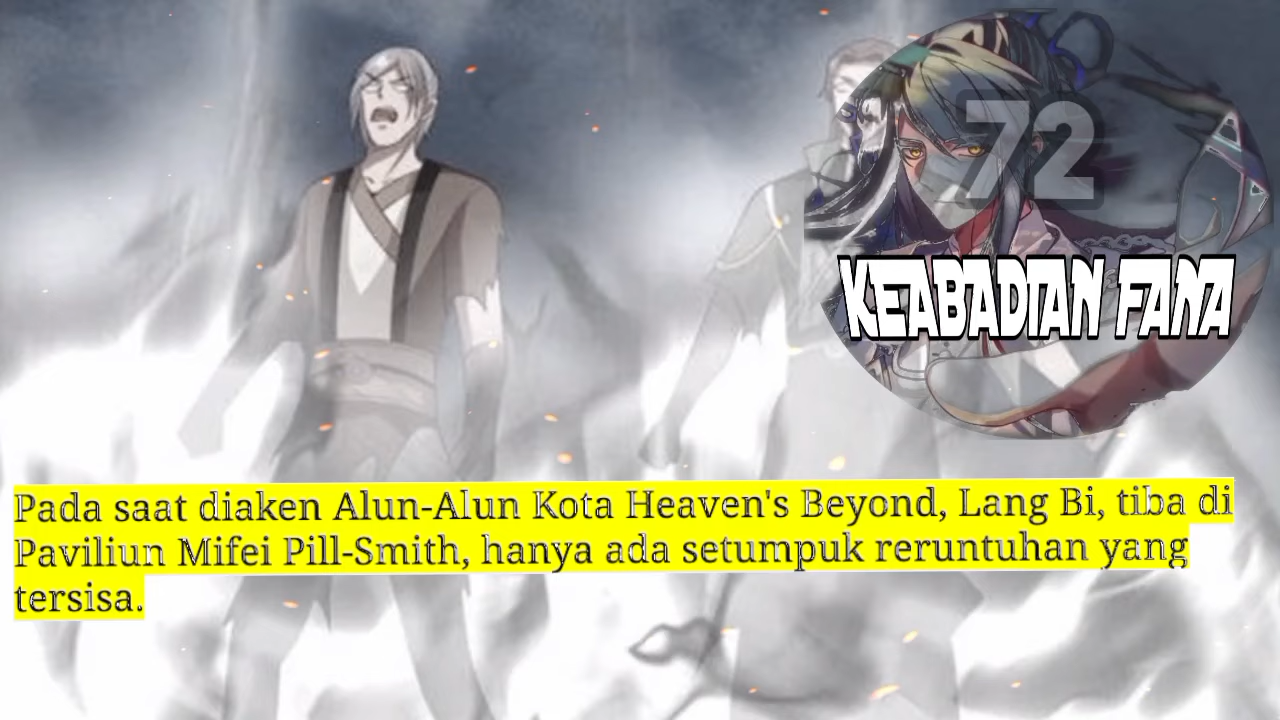 72
KEABADIAN FANA
Pada saat diaken Alun-Alun Kota Heaven's Beyond, Lang Bi, tiba di
Paviliun Mifei Pill-Smith, hanya ada setumpuk reruntuhan yang
tersisa.